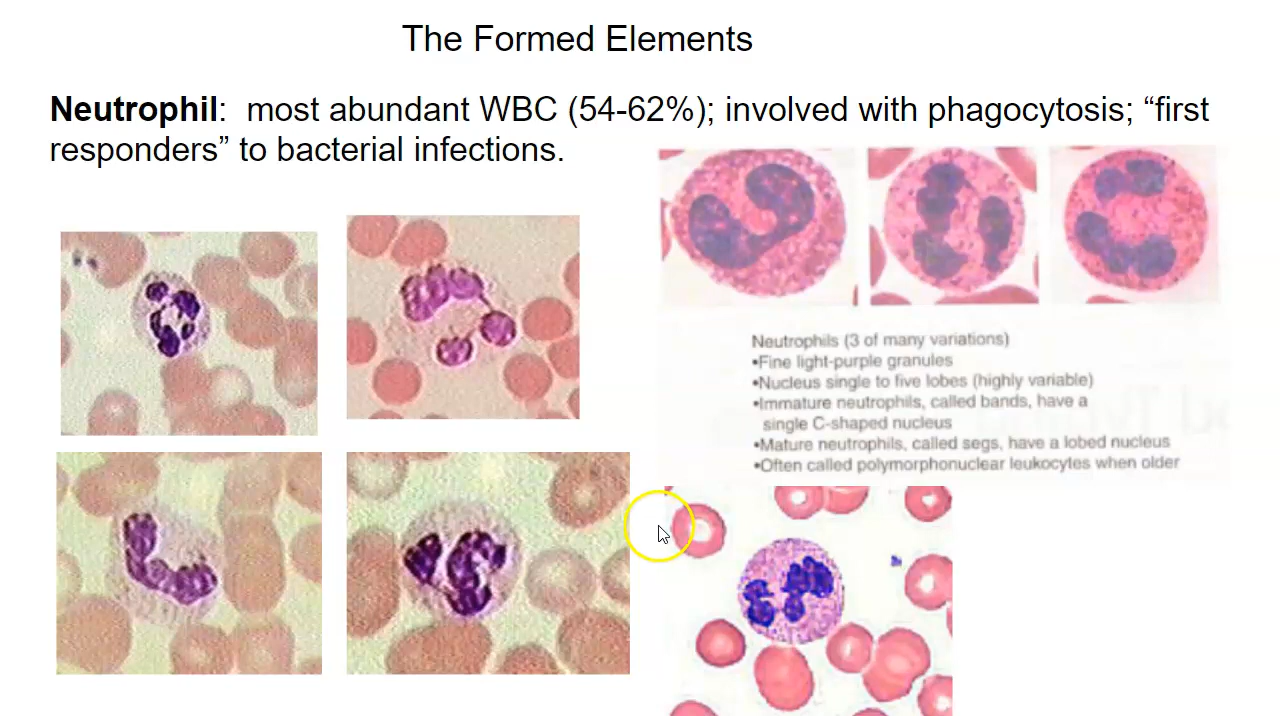 The Formed Elements
Neutrophil:  most abundant WBC (54-62%); involved with phagocytosis; “first
responders” to bacterial infections.
Neutrophils (3 of many variations)
•Fine light-purple granules
•Nucleus single to five lobes (highly variable)
•Immature neutrophils, called bands, have a
single C-shaped nucleus
•Mature neutrophils, called segs, have a lobed nucleus
•Often called polymorphonuclear leukocytes when older